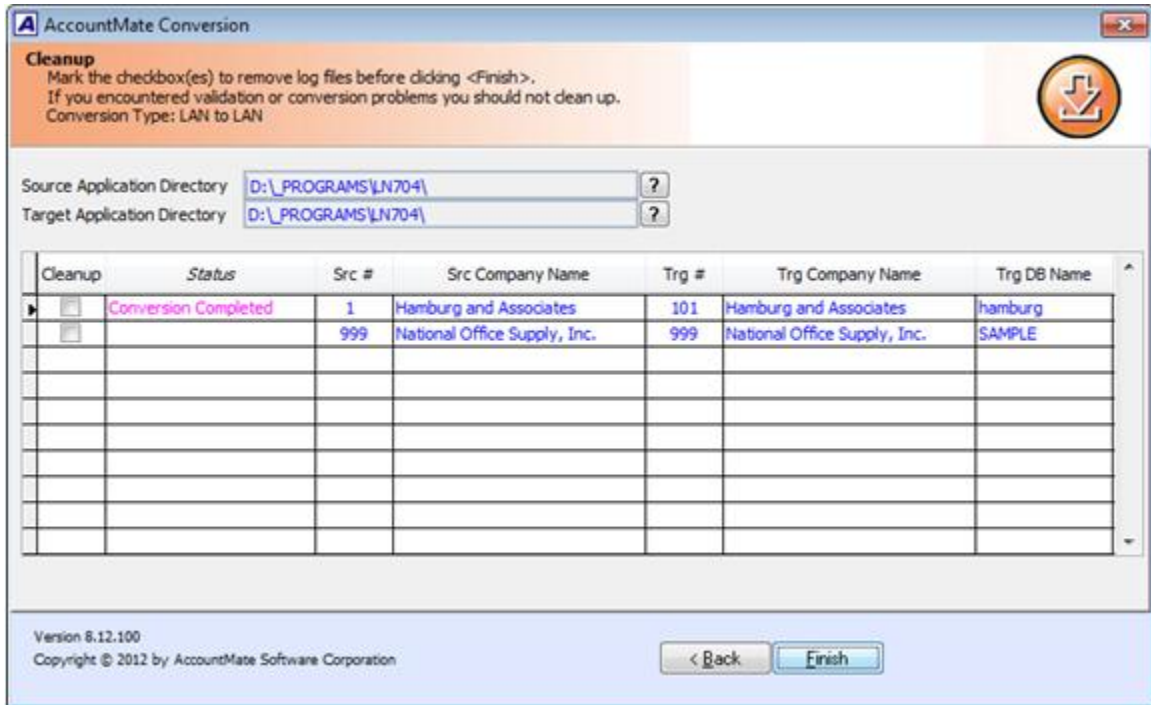 A AccountMate Conversion
Cleanup
Mark the checkbox(es) to remove log files before clicking <Finish>.
If you encountered validation or conversion problems you should not clean up.
Conversion Type: LAN to LAN
Source Application Directory D:\_PROGRAMS\LN704\ ?
Target Application Directory D:\_PROGRAMS\LN704\ ?
Cleanup Status Src # Src Company Name Trg # Trg Company Name Trg DB Name
Conversion Completed 1 Hamburg and Associates 101 Hamburg and Associates hamburg
999 National Office Supply, Inc. 999 National Office Supply, Inc. SAMPLE
Version 8.12.100
Copyright © 2012 by AccountMate Software Corporation
< Back Finish